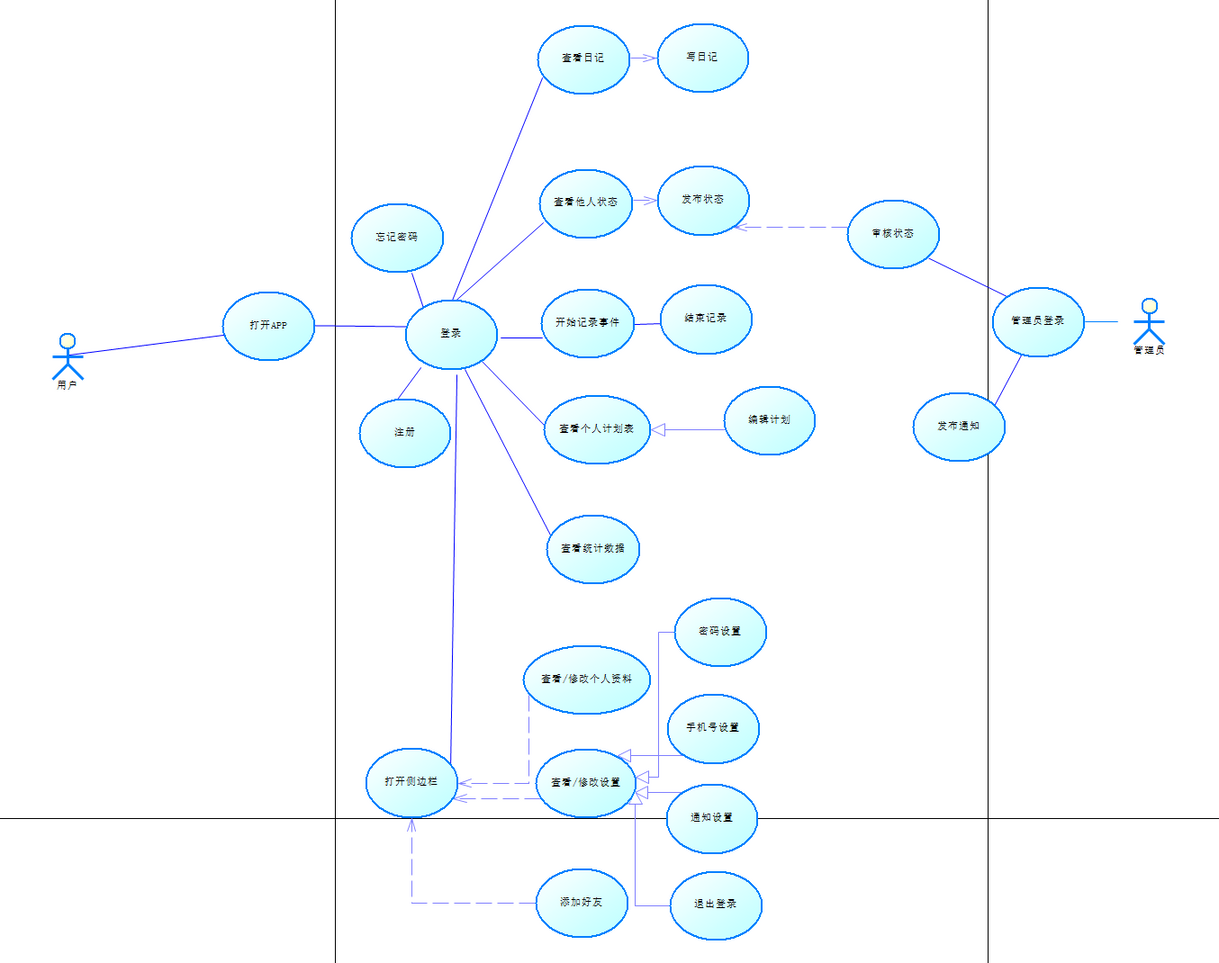 查看日记
写日记
查看他人状态
发布状态
忘记密码
审核状态
打开APP
登录
开始记录事件
结束记录
管理员登录
管理员
用户
注册
查看个人计划表
编辑计划
发布通知
查看统计数据
密码设置
查看/修改个人资料
手机号设置
打开侧边栏
查看/修改设置
通知设置
添加好友
退出登录